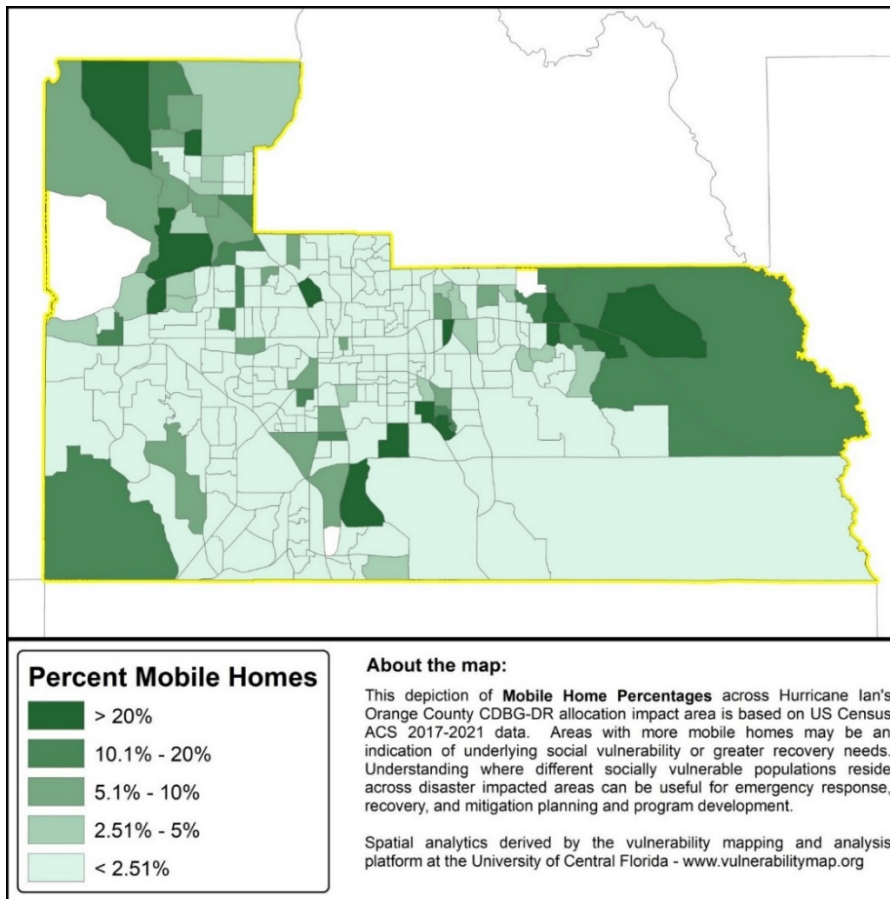 Percent Mobile Homes
> 20%
10.1% - 20%
5.1% - 10%
2.51% - 5%
< 2.51%
About the map:
This depiction of Mobile Home Percentages across Hurricane Ian's
Orange County CDBG-DR allocation impact area is based on US Census
ACS 2017-2021 data. Areas with more mobile homes may be an
indication of underlying social vulnerability or greater recovery needs.
Understanding where different socially vulnerable populations reside
across disaster impacted areas can be useful for emergency response,
recovery, and mitigation planning and program development.
Spatial analytics derived by the vulnerability mapping and analysis
platform at the University of Central Florida - www.vulnerabilitymap.org